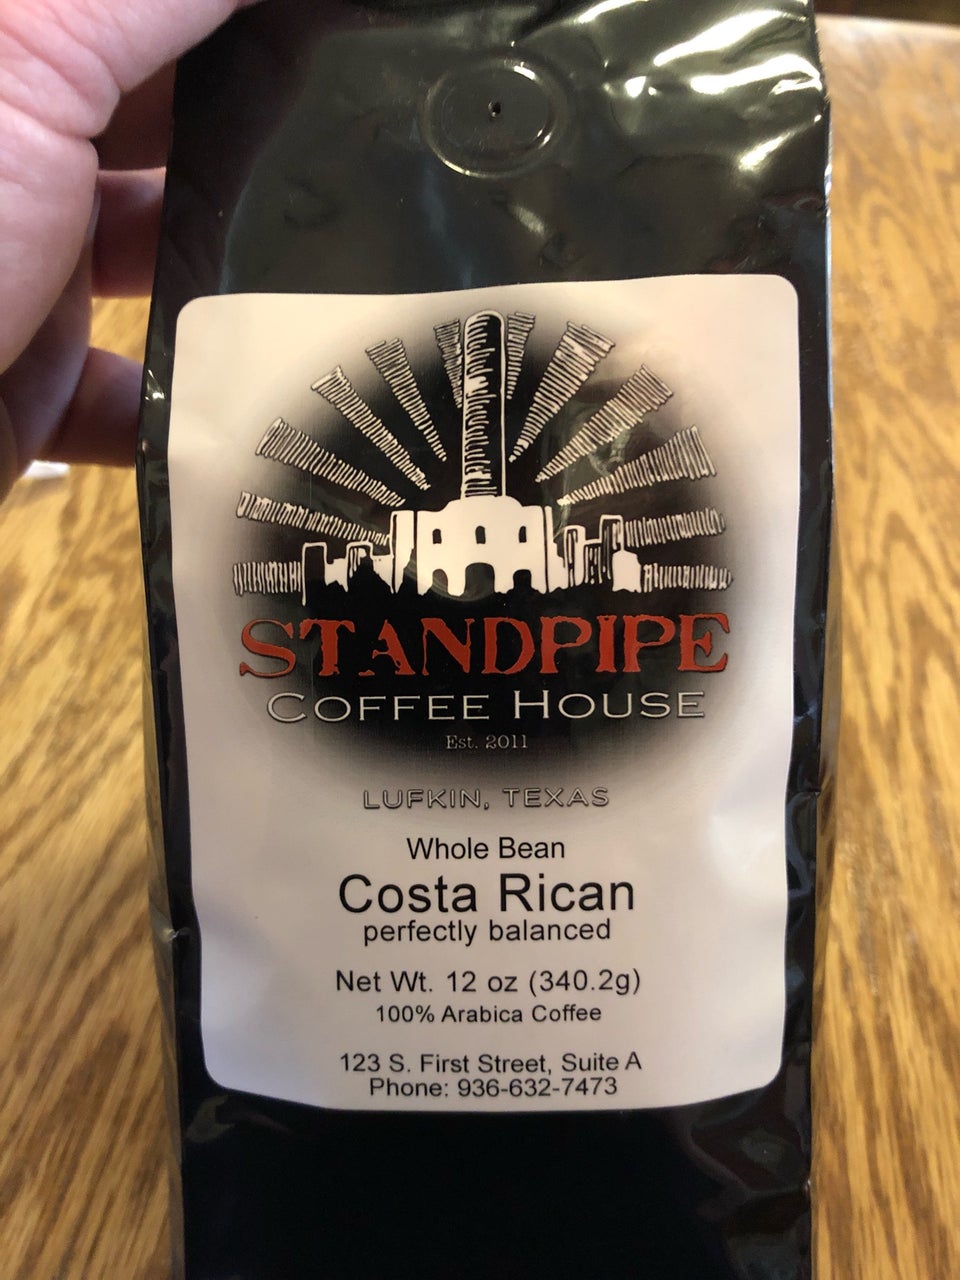 STANDPIPE
COFFEE HOUSE
Est. 2011
LUFKIN, TEXAS
Whole Bean
Costa Rican
perfectly balanced
Net Wt. 12 oz (340.2g)
100% Arabica Coffee
123 S. First Street, Suite A
Phone: 936-632-7473